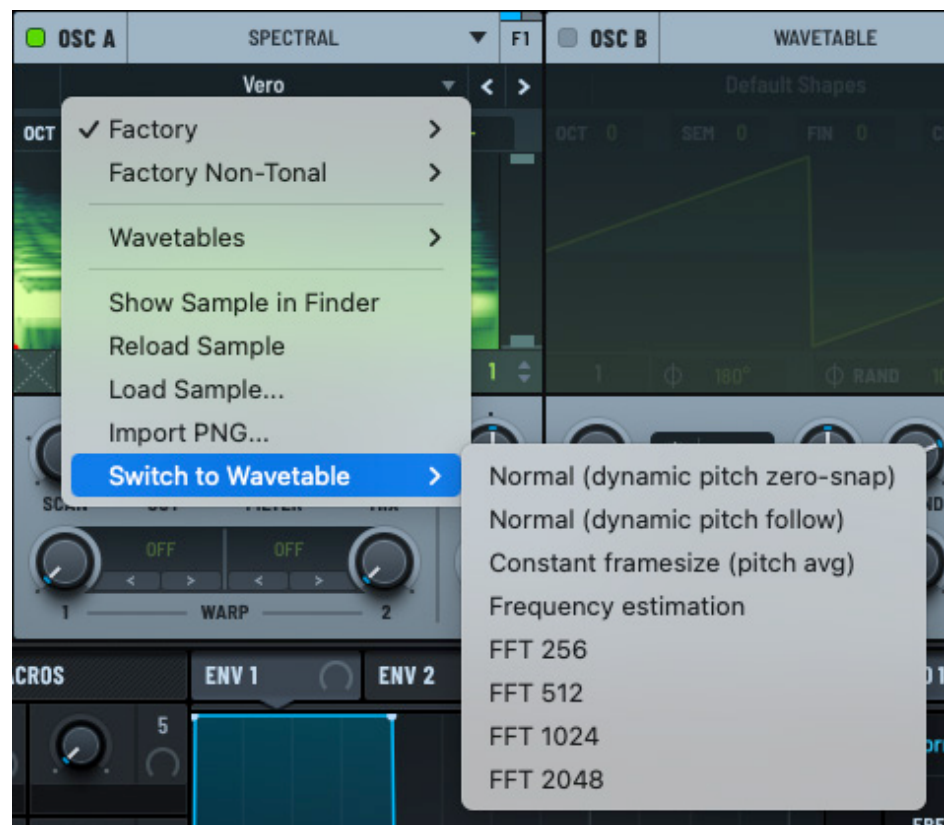 OSC A SPECTRAL F1 OSC B WAVETABLE
Vero Default Shapes
OCT OCT 0 SEM 0 FIN 0
✓ Factory
Factory Non-Tonal
Wavetables
Show Sample in Finder
Reload Sample
Load Sample...
Import PNG...
Switch to Wavetable
1 1 180° RAND
Normal (dynamic pitch zero-snap)
Normal (dynamic pitch follow)
Constant framesize (pitch avg)
Frequency estimation
FFT 256
FFT 512
FFT 1024
FFT 2048
OFF OFF
1 WARP 2
CROS ENV 1 ENV 2
5